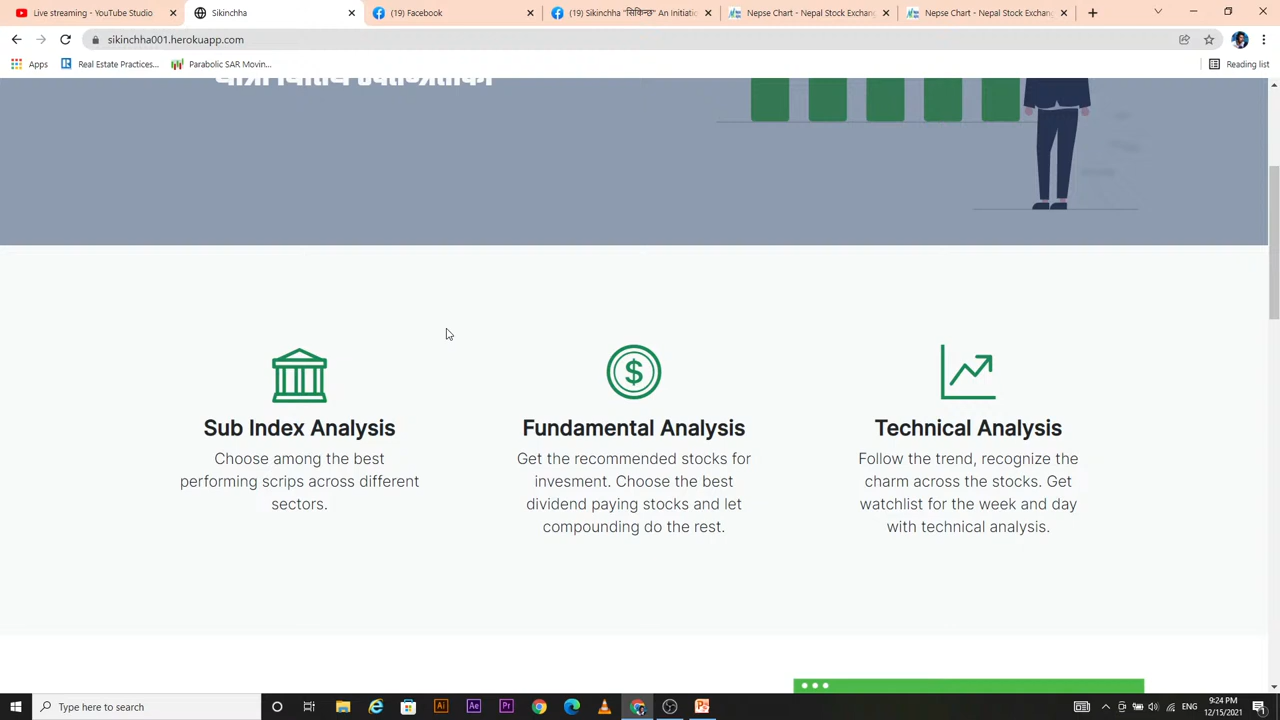 Live streaming - YouTube Studio
Sikinchha
(19) Facebook
(19) Sikinchha "सिकिन्छ" An Initiati
Nepse Chart - Nepal Stock Exchan
Nepse Chart - Nepal Stock Exchang
sikinchha001.herokuapp.com
Apps
Real Estate Practices...
Parabolic SAR Movin...
Reading list
Sub Index Analysis
Choose among the best
performing scrips across different
sectors.
Fundamental Analysis
Get the recommended stocks for
invesment. Choose the best
dividend paying stocks and let
compounding do the rest.
Technical Analysis
Follow the trend, recognize the
charm across the stocks. Get
watchlist for the week and day
with technical analysis.
Type here to search
Ai
Ae
Pr
ENG
9:24 PM
12/15/2021
1